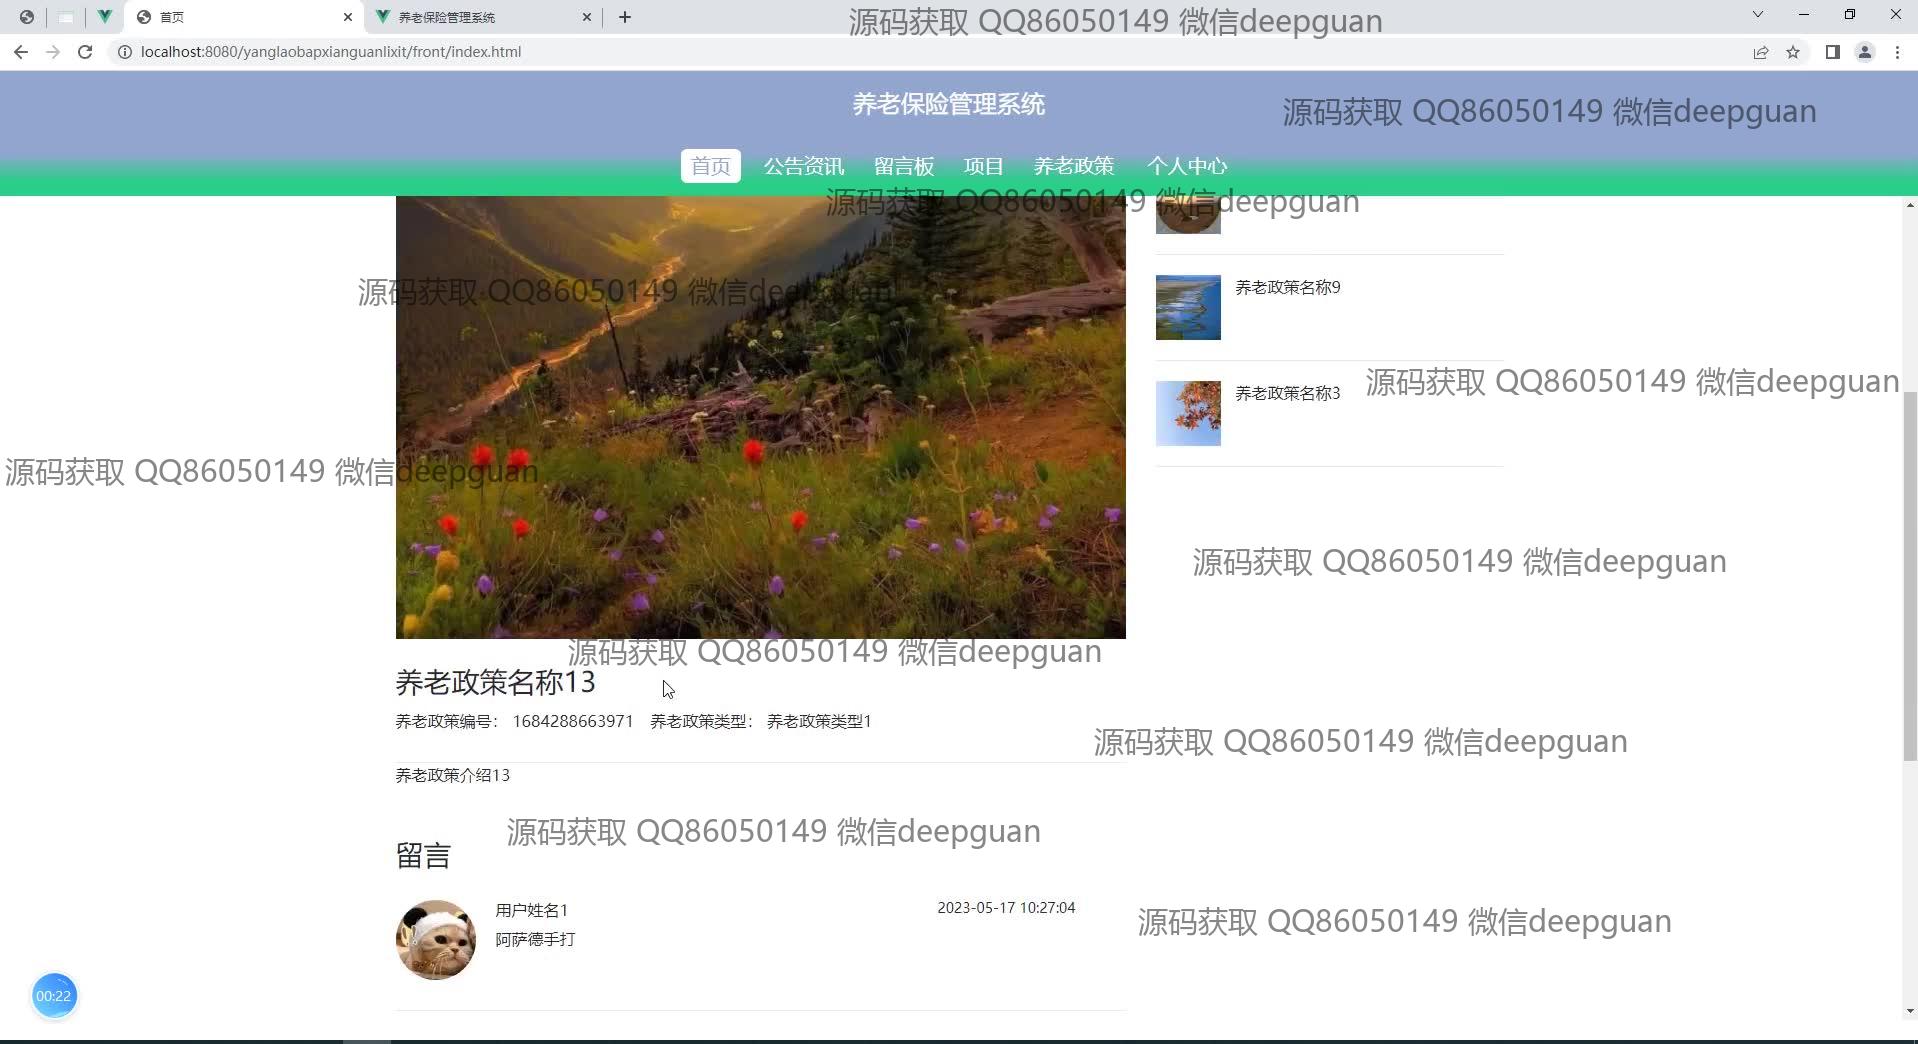 首页
养老保险管理系统
源码获取 QQ86050149 微信deepguan
localhost:8080/yanglaobapxianguanlixit/front/index.html
养老保险管理系统
源码获取 QQ86050149 微信deepguan
首页 公告资讯 留言板 项目 养老政策 个人中心
源码获取 QQ86050149 微信deepguan
源码获取 QQ86050149 微信deepguan
养老政策名称9
养老政策名称3
源码获取 QQ86050149 微信deepguan
源码获取 QQ86050149 微信deepguan
源码获取 QQ86050149 微信deepguan
源码获取 QQ86050149 微信deepguan
养老政策名称13
养老政策编号： 1684288663971 养老政策类型： 养老政策类型1
源码获取 QQ86050149 微信deepguan
养老政策介绍13
源码获取 QQ86050149 微信deepguan
留言
用户姓名1
2023-05-17 10:27:04
源码获取 QQ86050149 微信deepguan
阿萨德手打
00:22